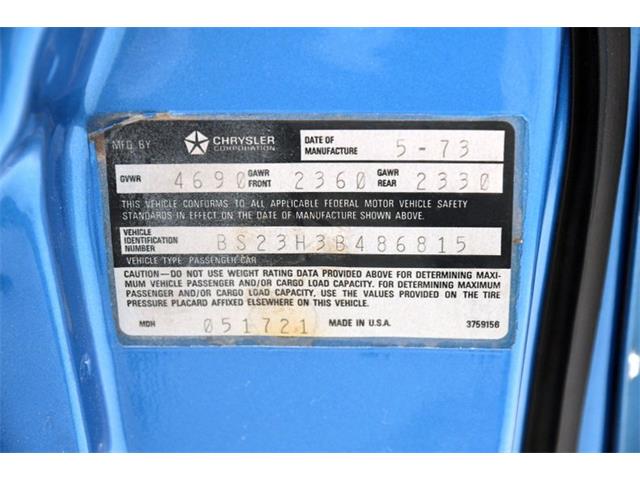 MFD. BY CHRYSLER CORPORATION DATE OF MANUFACTURE 5-73
GVWR 4690 GAWR FRONT 2360 GAWR REAR 2330
THIS VEHICLE CONFORMS TO ALL APPLICABLE FEDERAL MOTOR VEHICLE SAFETY
STANDARDS IN EFFECT ON THE DATE OF MANUFACTURE SHOWN ABOVE.
VEHICLE IDENTIFICATION NUMBER BS23H3B486815
VEHICLE TYPE PASSENGER CAR
CAUTION—DO NOT USE WEIGHT RATING DATA PROVIDED ABOVE FOR DETERMINING MAXI-
MUM VEHICLE PASSENGER AND/OR CARGO LOAD CAPACITY. FOR DETERMINING MAXIMUM
PASSENGER AND/OR CARGO LOAD CAPACITY, USE THE VALUES PROVIDED ON THE TIRE
PRESSURE PLACARD AFFIXED ELSEWHERE ON THIS VEHICLE.
MDH 051721 MADE IN U.S.A. 3759156